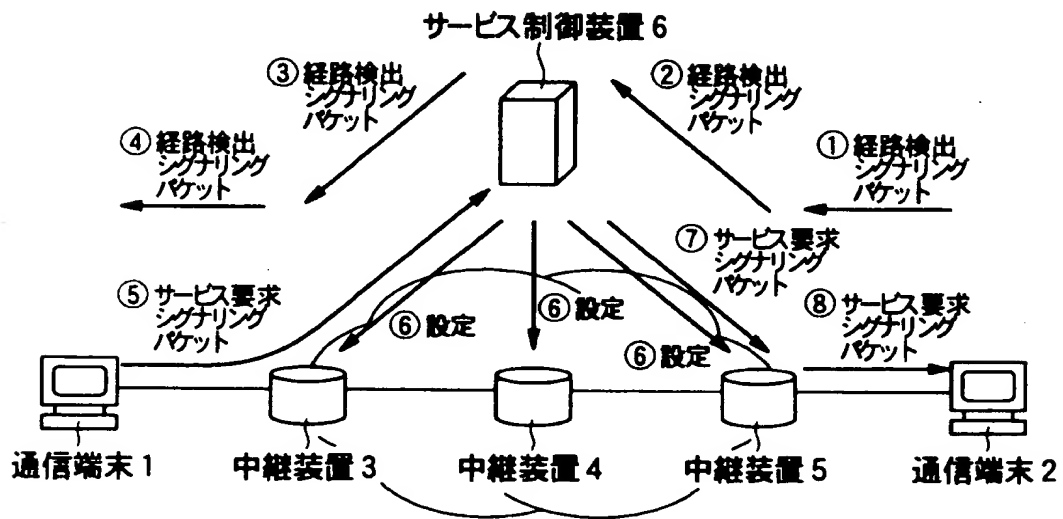 サービス制御装置6
③経路検出
シグナリング
パケット
②経路検出
シグナリング
パケット
④経路検出
シグナリング
パケット
①経路検出
シグナリング
パケット
⑦サービス要求
シグナリング
パケット
⑤サービス要求
シグナリング
パケット
⑥設定
⑥設定
⑥設定
⑧サービス要求
シグナリング
パケット
通信端末1
中継装置3
中継装置4
中継装置5
通信端末2